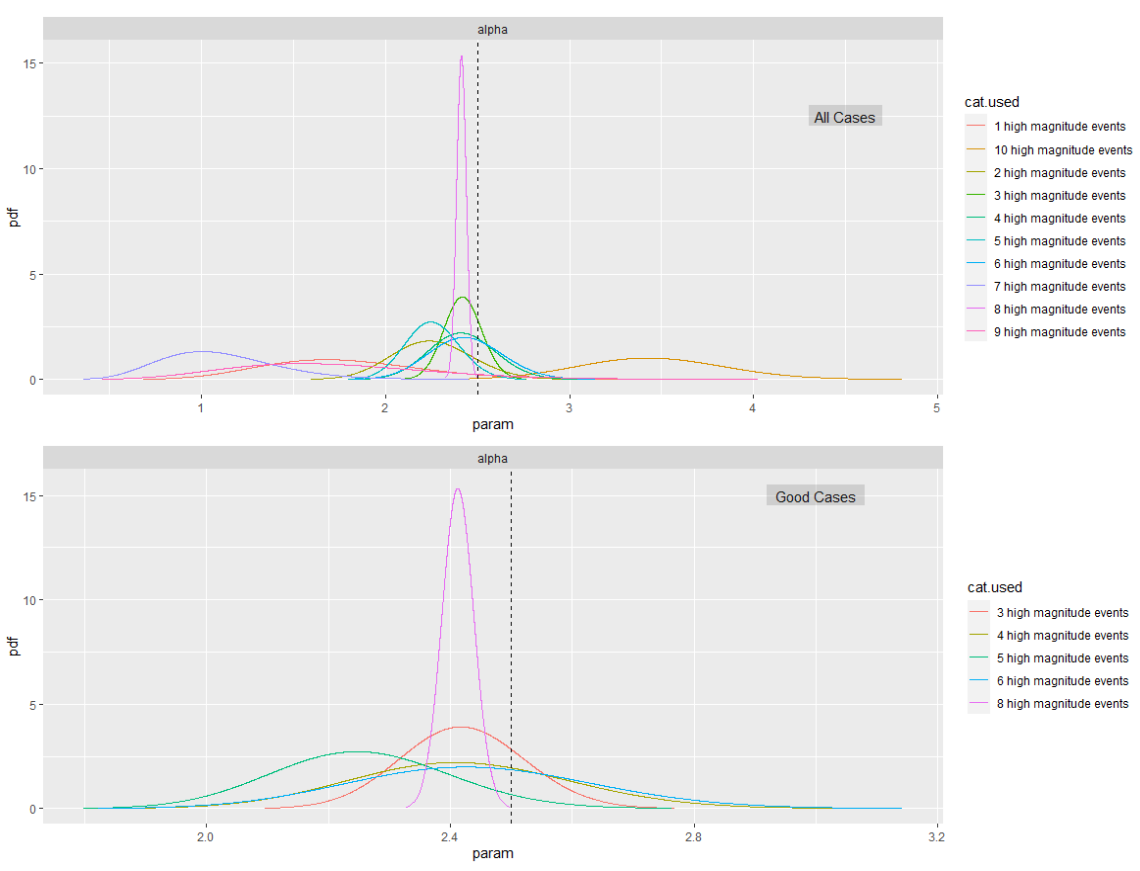 alpha
15
10
5
0
pdf
All Cases
1
2
3
4
5
param
cat.used
1 high magnitude events
10 high magnitude events
2 high magnitude events
3 high magnitude events
4 high magnitude events
5 high magnitude events
6 high magnitude events
7 high magnitude events
8 high magnitude events
9 high magnitude events
alpha
15
10
5
0
pdf
Good Cases
2.0
2.4
2.8
3.2
param
cat.used
3 high magnitude events
4 high magnitude events
5 high magnitude events
6 high magnitude events
8 high magnitude events